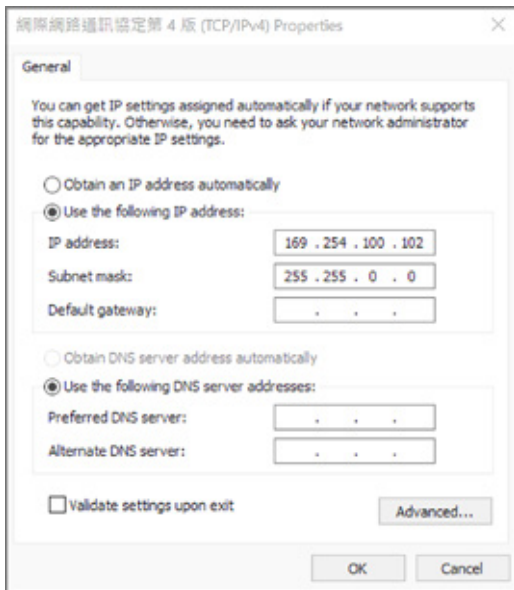 網際網路通訊協定第 4 版 (TCP/IPv4) Properties
General
You can get IP settings assigned automatically if your network supports
this capability. Otherwise, you need to ask your network administrator
for the appropriate IP settings.
Obtain an IP address automatically
Use the following IP address:
IP address: 169 . 254 . 100 . 102
Subnet mask: 255 . 255 . 0 . 0
Default gateway: . . .
Obtain DNS server address automatically
Use the following DNS server addresses:
Preferred DNS server: . . .
Alternate DNS server: . . .
Validate settings upon exit
Advanced...
OK Cancel